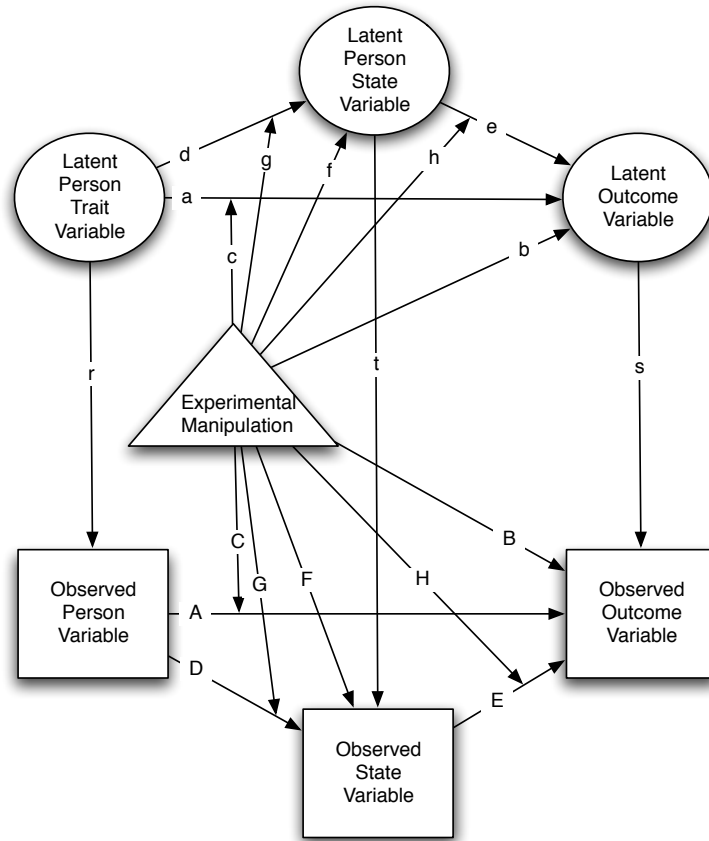 Latent
Person
State
Variable
d
e
g
f
h
Latent
Person
Trait
Variable
a
Latent
Outcome
Variable
c
b
r
t
s
Experimental
Manipulation
C
G
F
H
B
Observed
Person
Variable
A
Observed
Outcome
Variable
D
E
Observed
State
Variable